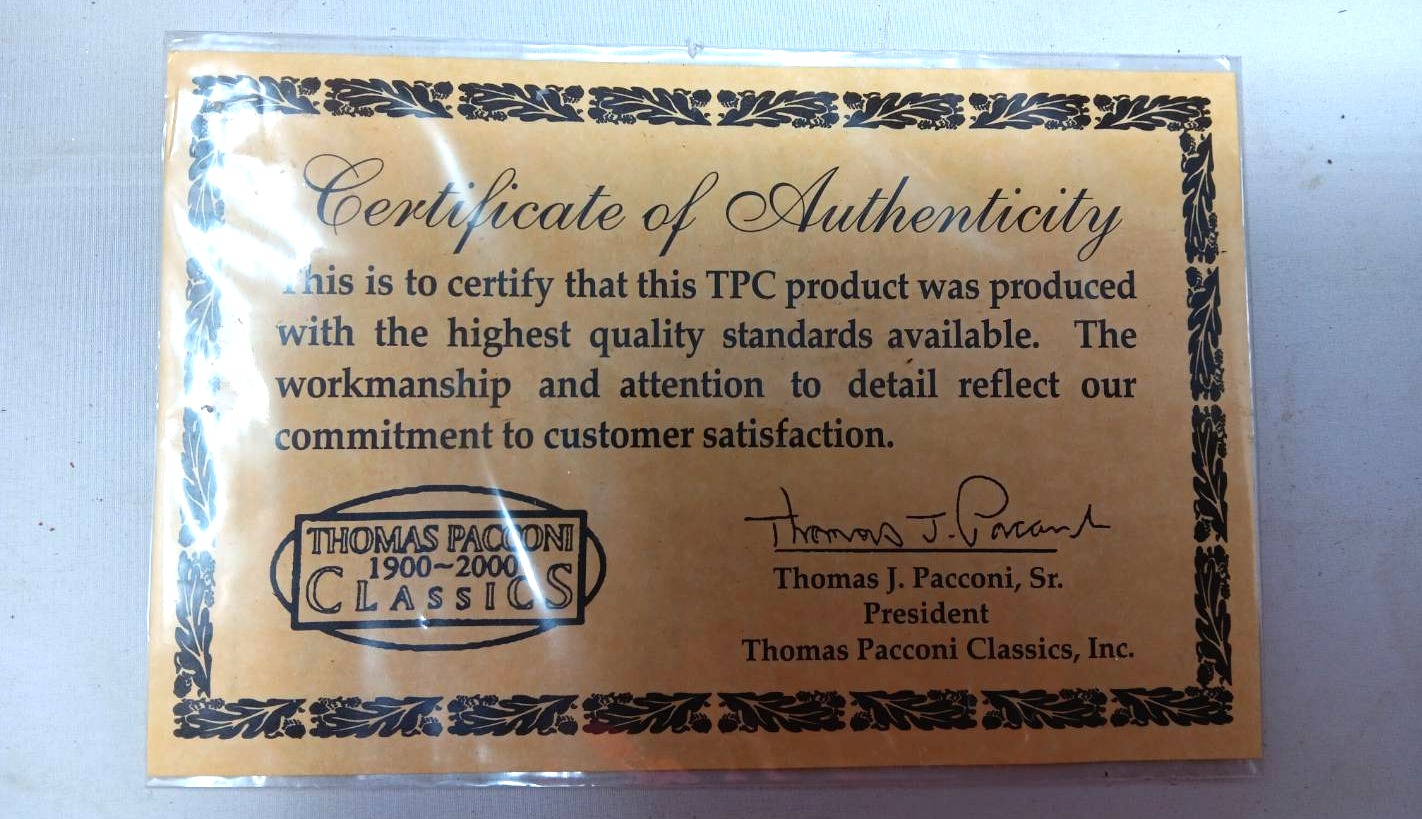 Certificate of Authenticity
This is to certify that this TPC product was produced
with the highest quality standards available. The
workmanship and attention to detail reflect our
commitment to customer satisfaction.
THOMAS PACCONI
1900~2000
CLASSICS
Thomas J. Pacconi
Thomas J. Pacconi, Sr.
President
Thomas Pacconi Classics, Inc.